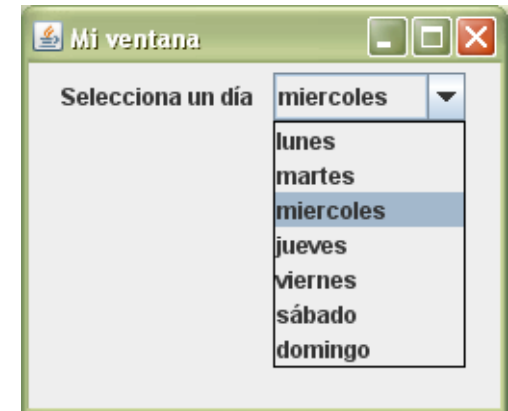 Mi ventana
Selecciona un día miercoles
lunes
martes
miercoles
jueves
viernes
sábado
domingo